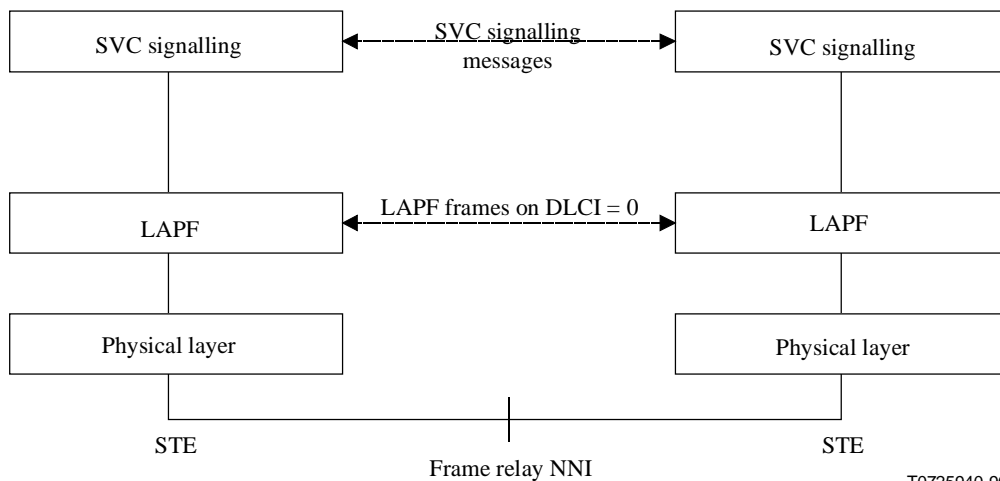 SVC signalling
SVC signalling
messages
SVC signalling
LAPF
LAPF frames on DLCI = 0
LAPF
Physical layer
Physical layer
STE
STE
Frame relay NNI